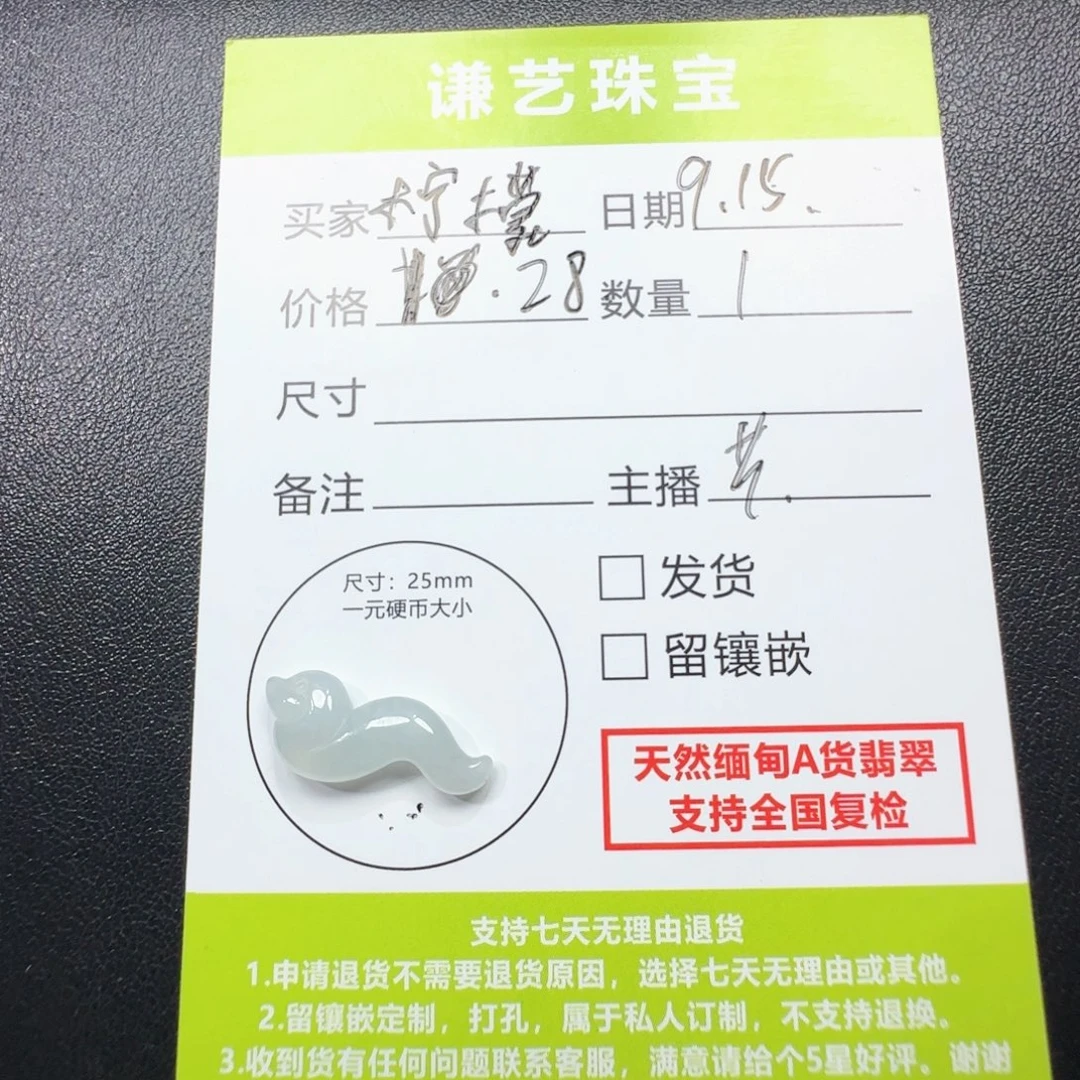 谦艺珠宝
买家 柠檬 日期 9.15.
价格 .28 数量 1
尺寸
备注 主播
尺寸：25mm
一元硬币大小
发货
留镶嵌
天然缅甸A货翡翠
支持全国复检
支持七天无理由退货
1.申请退货不需要退货原因，选择七天无理由或其他。
2.留镶嵌定制，打孔，属于私人订制，不支持退换。
3.收到货有任何问题联系客服，满意请给个5星好评。谢谢